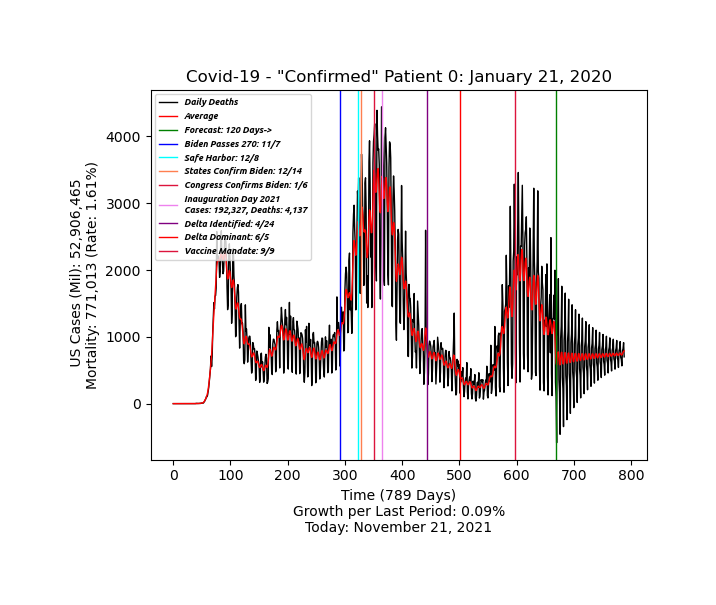 Covid-19 - "Confirmed" Patient 0: January 21, 2020
US Cases (Mil): 52,906,465
Mortality: 771,013 (Rate: 1.61%)
4000
3000
2000
1000
0
Daily Deaths
Average
Forecast: 120 Days->
Biden Passes 270: 11/7
Safe Harbor: 12/8
States Confirm Biden: 12/14
Congress Confirms Biden: 1/6
Inauguration Day 2021
Cases: 192,327, Deaths: 4,137
Delta Identified: 4/24
Delta Dominant: 6/5
Vaccine Mandate: 9/9
0 100 200 300 400 500 600 700 800
Time (789 Days)
Growth per Last Period: 0.09%
Today: November 21, 2021